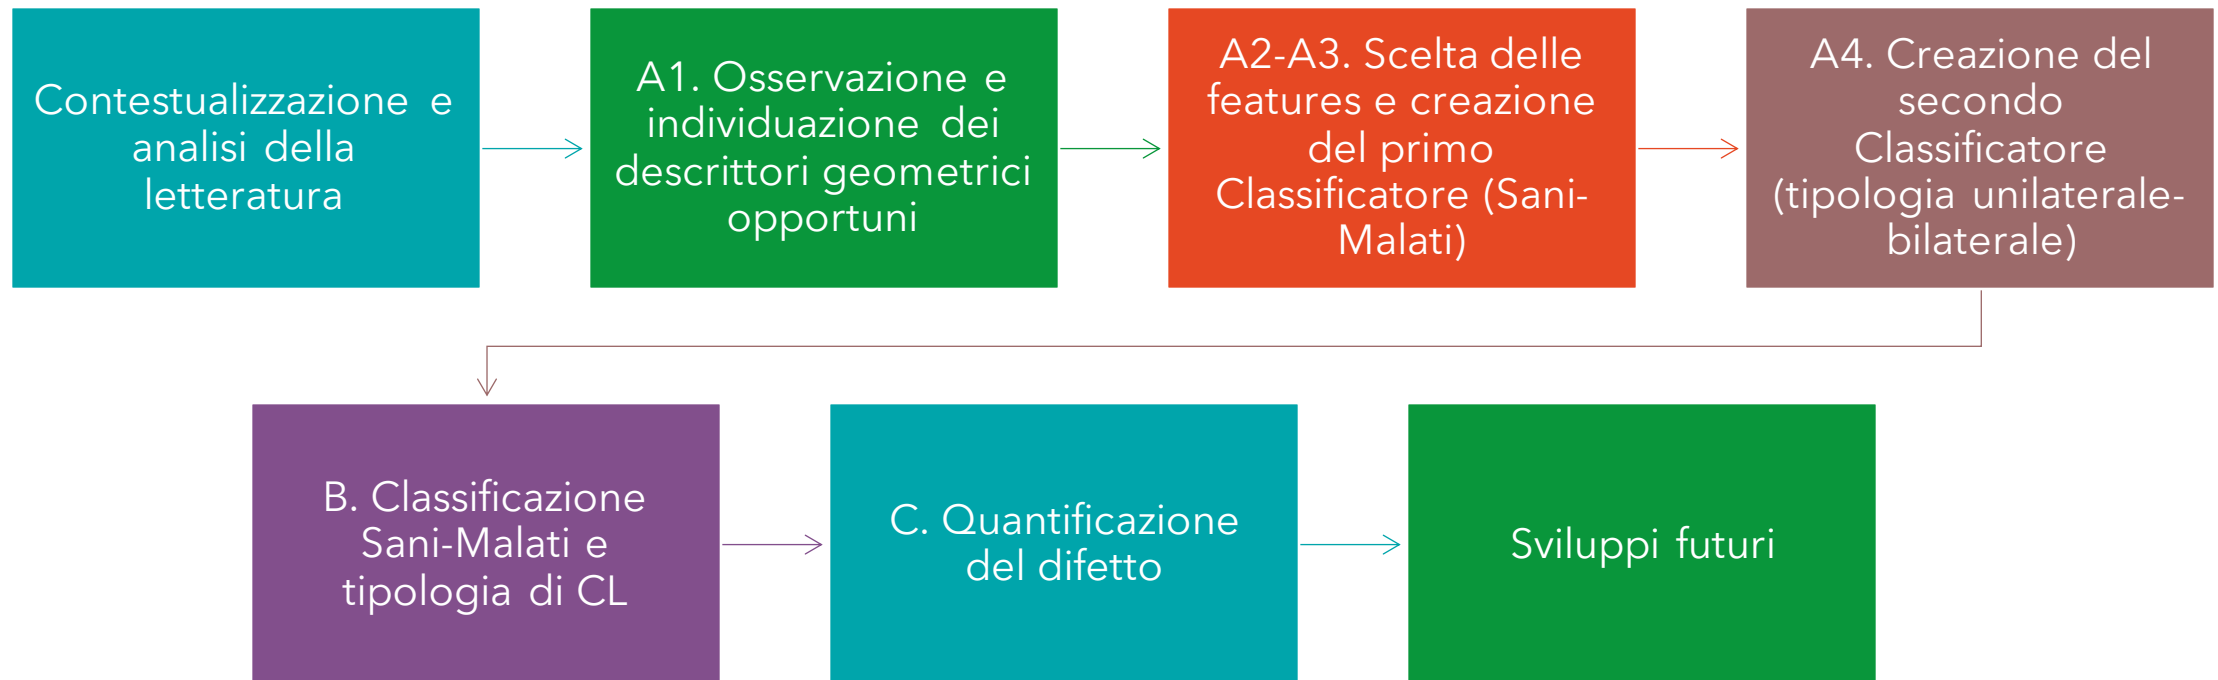 Contestualizzazione e
analisi della
letteratura
A1. Osservazione e
individuazione dei
descrittori geometrici
opportuni
A2-A3. Scelta delle
features e creazione
del primo
Classificatore (Sani-
Malati)
A4. Creazione del
secondo
Classificatore
(tipologia unilaterale-
bilaterale)
B. Classificazione
Sani-Malati e
tipologia di CL
C. Quantificazione
del difetto
Sviluppi futuri